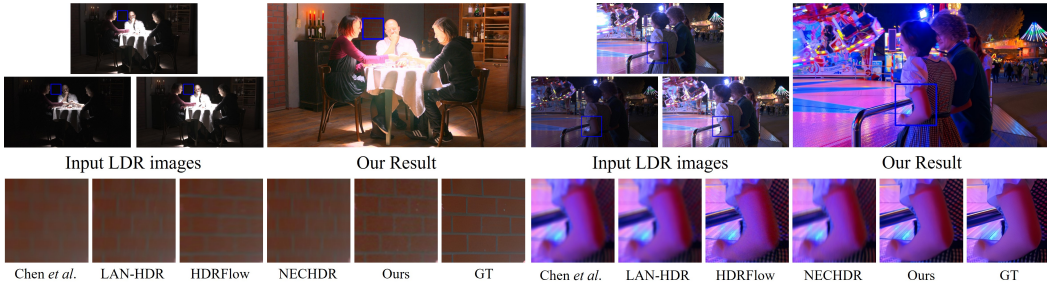 Input LDR images Our Result Input LDR images Our Result
Chen et al. LAN-HDR HDRFlow NECHDR Ours GT Chen et al. LAN-HDR HDRFlow NECHDR Ours GT